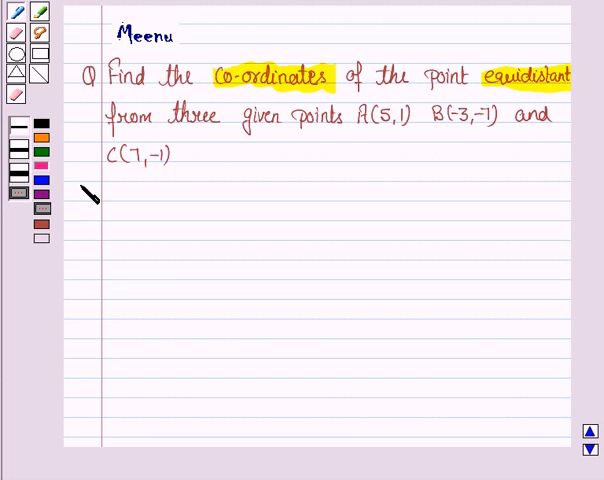 Meenu
Q Find the co-ordinates of the point equidistant
from three given points A(5,1) B(-3,-7) and
C(7,-1)